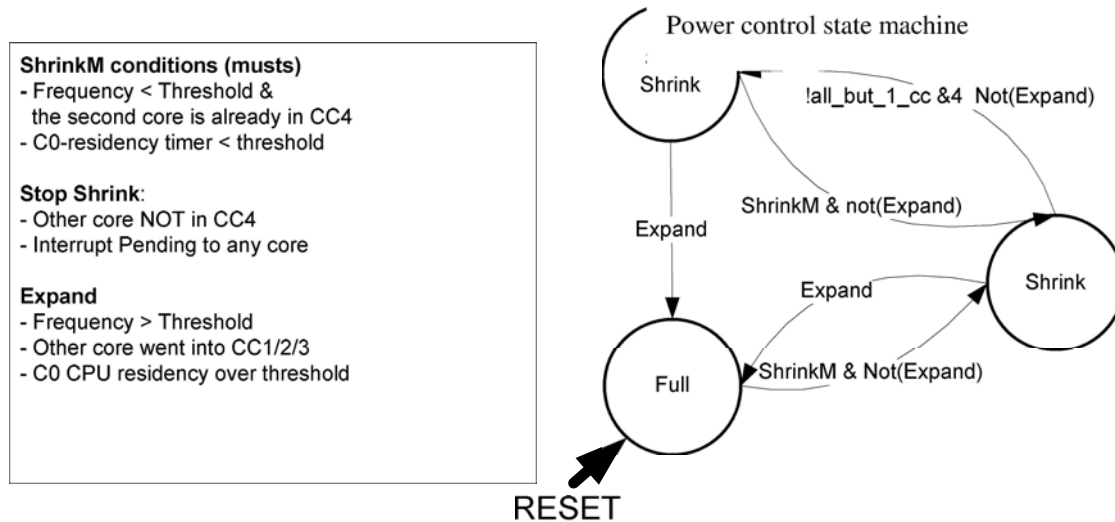 ShrinkM conditions (musts)
- Frequency < Threshold &
the second core is already in CC4
- C0-residency timer < threshold
Stop Shrink:
- Other core NOT in CC4
- Interrupt Pending to any core
Expand
- Frequency > Threshold
- Other core went into CC1/2/3
- C0 CPU residency over threshold
Power control state machine
Shrink
!all_but_1_cc &4 Not(Expand)
ShrinkM & not(Expand)
Expand
Shrink
Expand
ShrinkM & Not(Expand)
Full
RESET